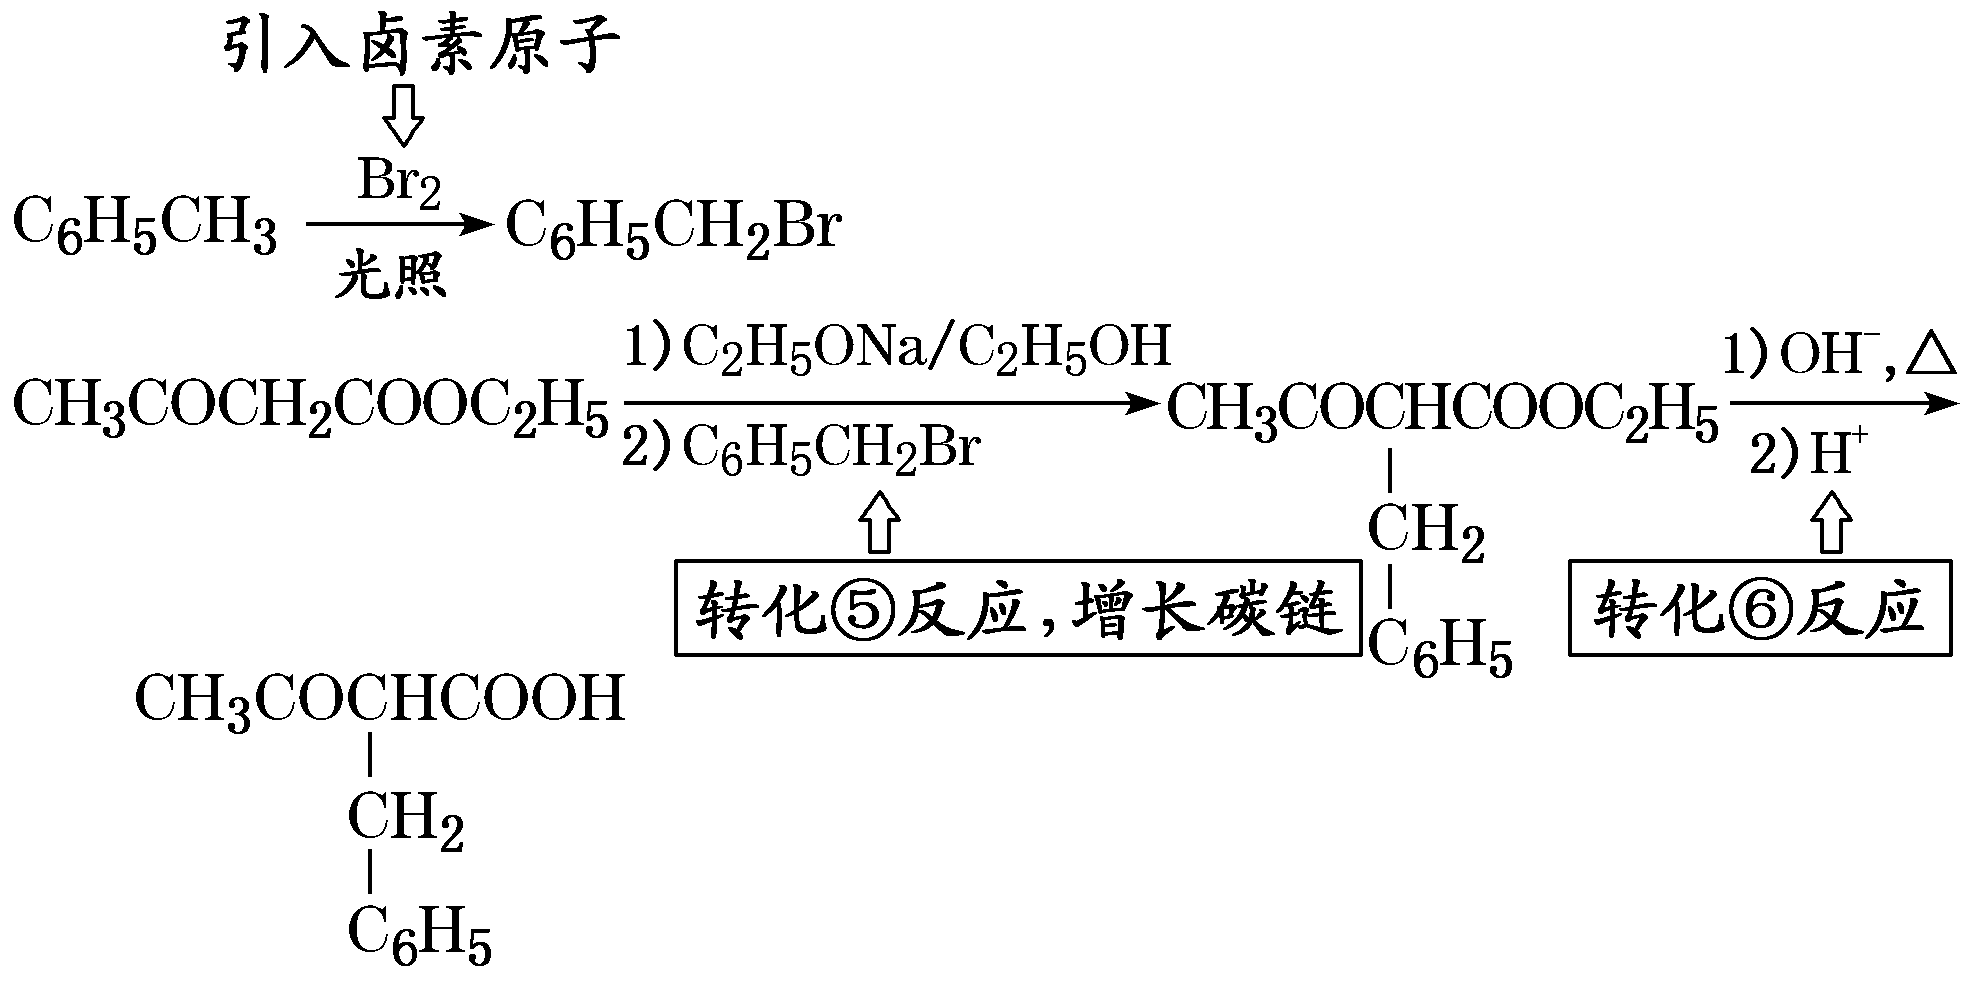 引入卤素原子
Br₂
C₆H₅CH₃ C₆H₅CH₂Br
光照
1)C₂H₅ONa/C₂H₅OH 1)OH⁻,△
CH₃COCH₂COOC₂H₅ CH₃COCHCOOC₂H₅
2)C₆H₅CH₂Br 2)H⁺
CH₂
转化⑤反应,增长碳链 转化⑥反应
C₆H₅
CH₃COCHCOOH
CH₂
C₆H₅